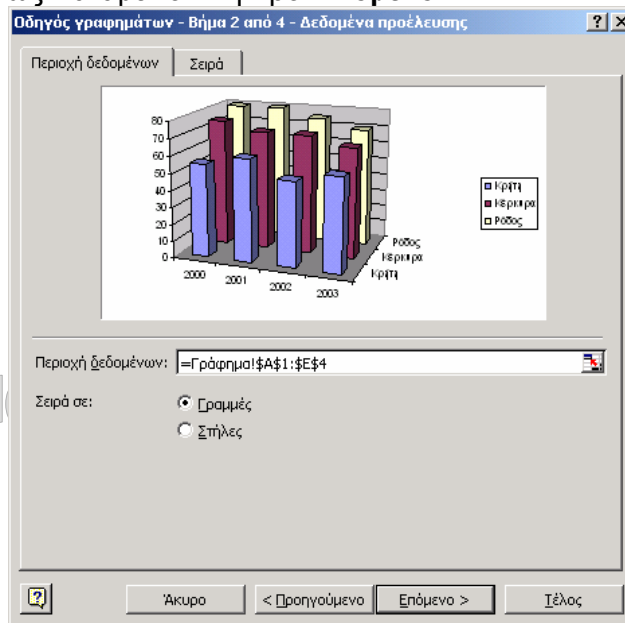 Οδηγός γραφημάτων - Βήμα 2 από 4 - Δεδομένα προέλευσης
Περιοχή δεδομένων Σειρά
80
70
60
50
40
30
20
10
0
2000 2001 2002 2003
Ρόδος
Κέρκυρα
Κρήτη
Κρήτη
Κέρκυρα
Ρόδος
Περιοχή δεδομένων: =Γράφημα!$A$1:$E$4
Σειρά σε: Γραμμές
Στήλες
Άκυρο < Προηγούμενο Επόμενο > Τέλος